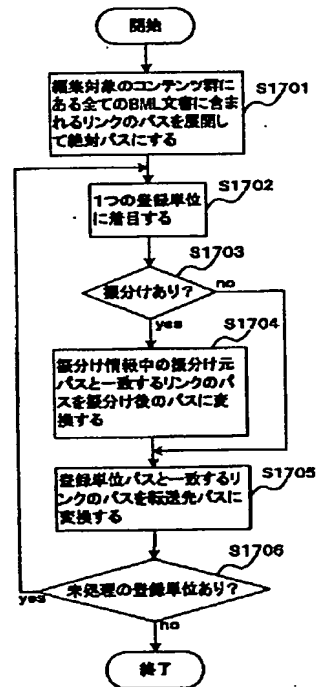 開始
S1701
編集対象のコンテンツ群に
ある全てのBML文書に含ま
れるリンクのパスを展開し
て絶対パスにする
S1702
1つの登録単位
に着目する
S1703
振分けあり?
no
yes
S1704
振分け情報中の振分け元
パスと一致するリンクのパ
スを振分け後のパスに変
換する
S1705
登録単位パスと一致するリ
ンクのパスを転送先パスに
変換する
S1706
未処理の登録単位あり?
yes
no
終了